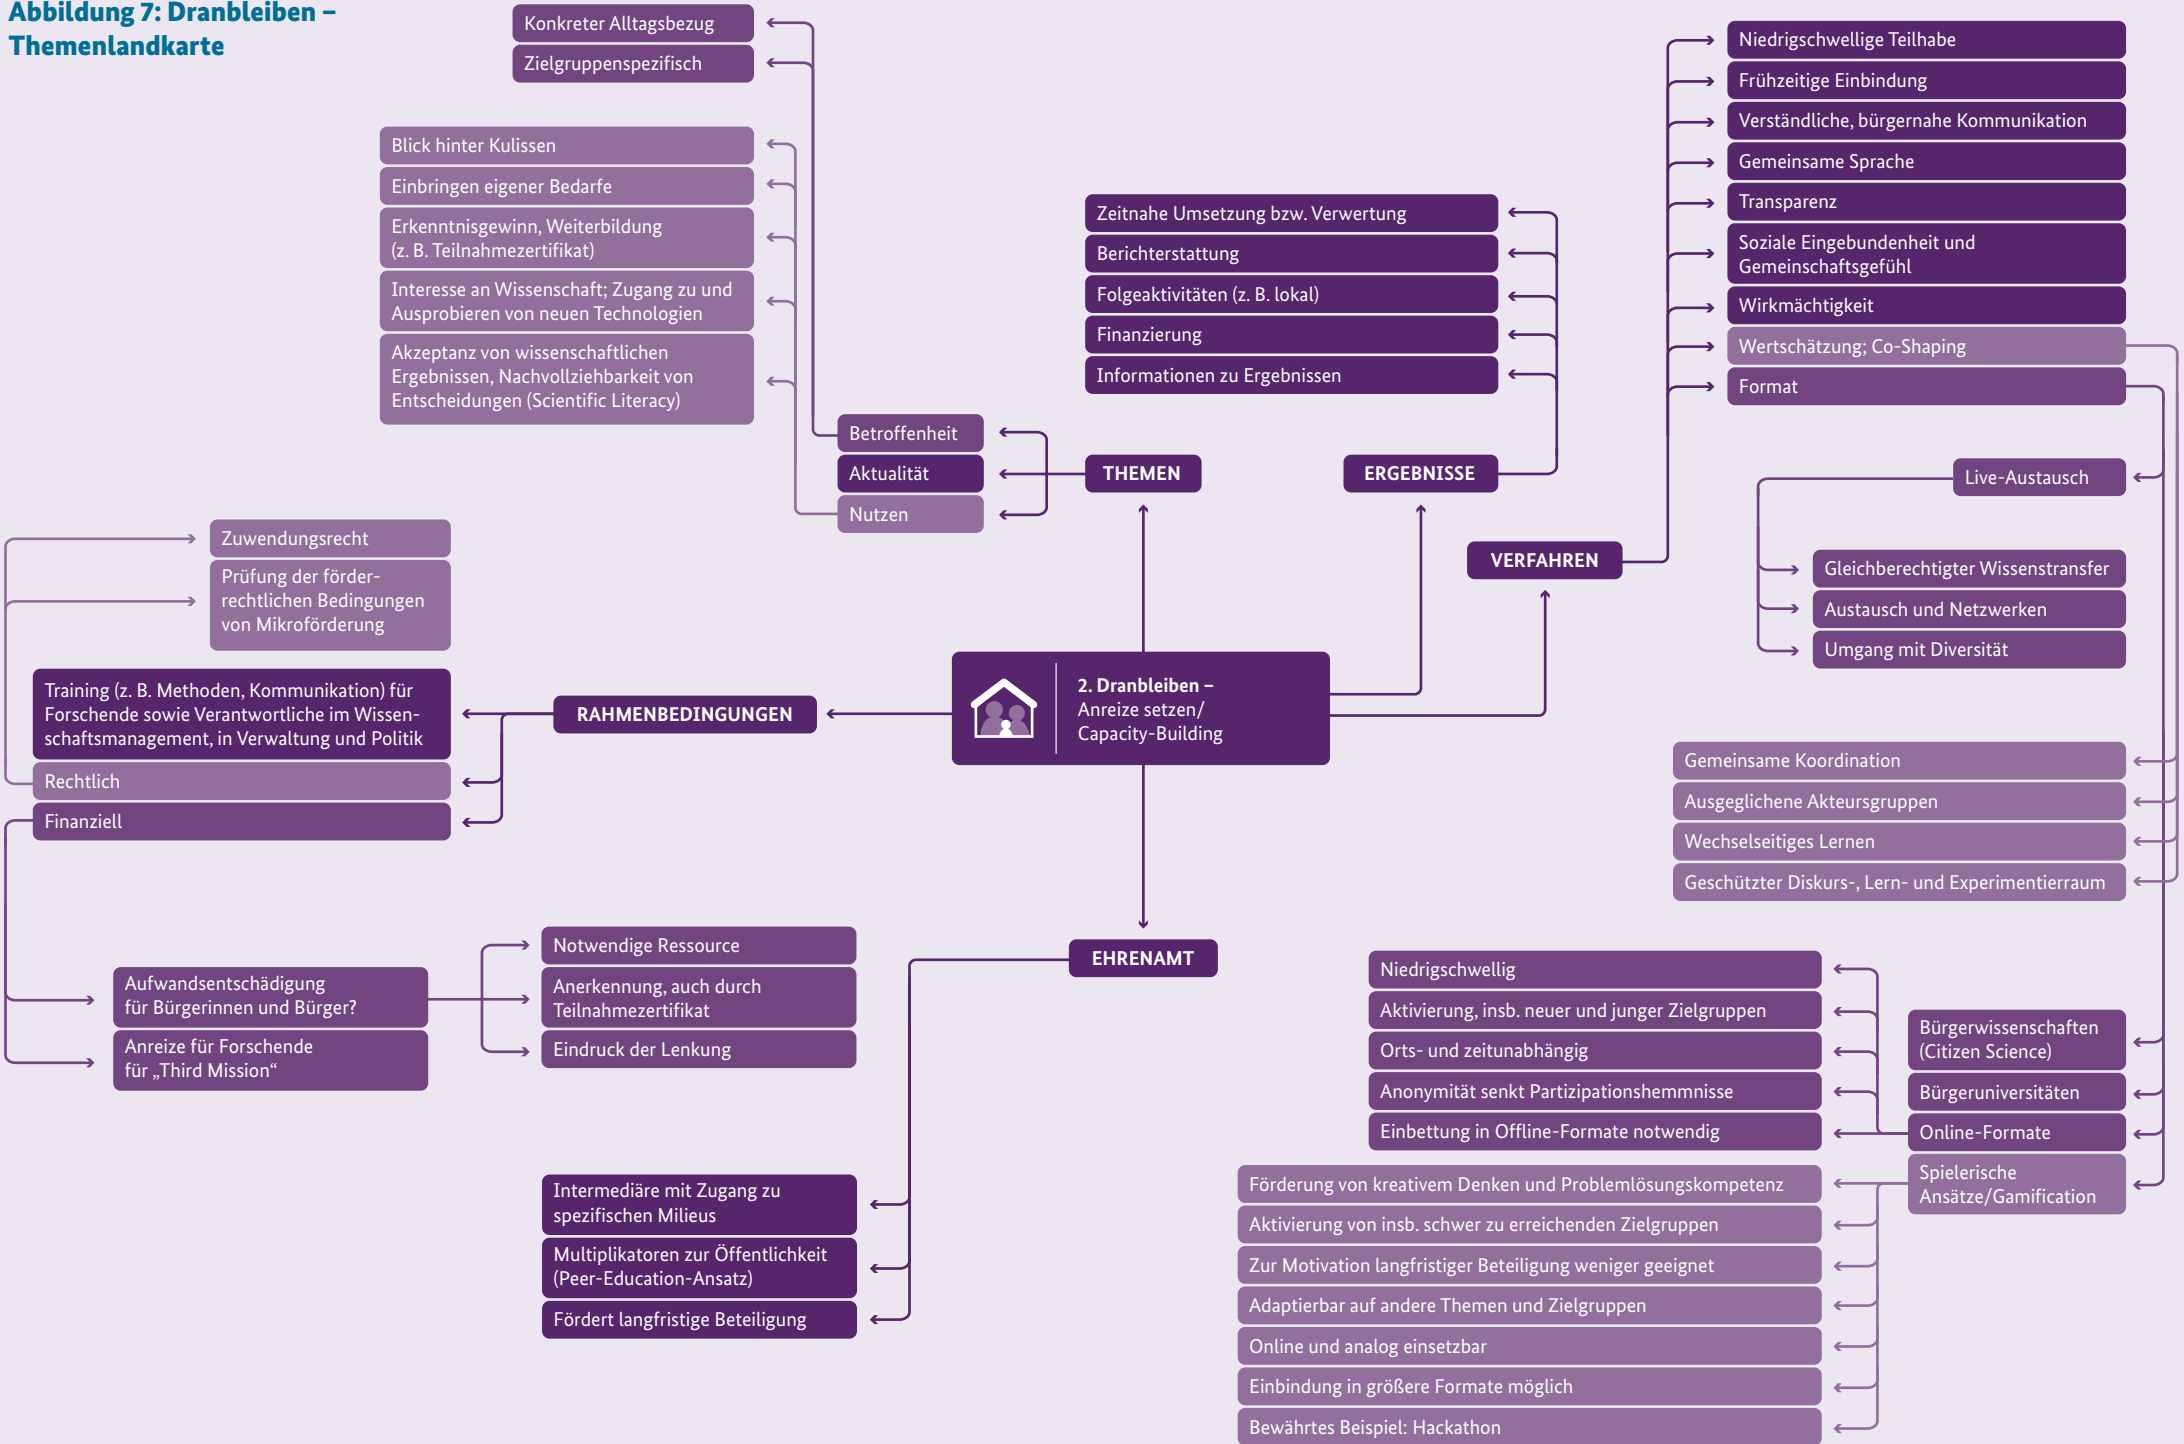 Abbildung 7: Dranbleiben –
Themenlandkarte
Konkreter Alltagsbezug
Zielgruppenspezifisch
Blick hinter Kulissen
Einbringen eigener Bedarfe
Erkenntnisgewinn, Weiterbildung
(z. B. Teilnahmezertifikat)
Interesse an Wissenschaft; Zugang zu und
Ausprobieren von neuen Technologien
Akzeptanz von wissenschaftlichen
Ergebnissen, Nachvollziehbarkeit von
Entscheidungen (Scientific Literacy)
Betroffenheit
Aktualität
Nutzen
THEMEN
Zeitnahe Umsetzung bzw. Verwertung
Berichterstattung
Folgeaktivitäten (z. B. lokal)
Finanzierung
Informationen zu Ergebnissen
ERGEBNISSE
VERFAHREN
Niedrigschwellige Teilhabe
Frühzeitige Einbindung
Verständliche, bürgernahe Kommunikation
Gemeinsame Sprache
Transparenz
Soziale Eingebundenheit und
Gemeinschaftsgefühl
Wirkmächtigkeit
Wertschätzung; Co-Shaping
Format
Live-Austausch
Gleichberechtigter Wissenstransfer
Austausch und Netzwerken
Umgang mit Diversität
Zuwendungsrecht
Prüfung der förder-
rechtlichen Bedingungen
von Mikroförderung
Training (z. B. Methoden, Kommunikation) für
Forschende sowie Verantwortliche im Wissen-
schaftsmanagement, in Verwaltung und Politik
Rechtlich
Finanziell
RAHMENBEDINGUNGEN
2. Dranbleiben –
Anreize setzen/
Capacity-Building
Gemeinsame Koordination
Ausgeglichene Akteursgruppen
Wechselseitiges Lernen
Geschützter Diskurs-, Lern- und Experimentierraum
Aufwandsentschädigung
für Bürgerinnen und Bürger?
Anreize für Forschende
für „Third Mission“
Notwendige Ressource
Anerkennung, auch durch
Teilnahmezertifikat
Eindruck der Lenkung
EHRENAMT
Intermediäre mit Zugang zu
spezifischen Milieus
Multiplikatoren zur Öffentlichkeit
(Peer-Education-Ansatz)
Fördert langfristige Beteiligung
Niedrigschwellig
Aktivierung, insb. neuer und junger Zielgruppen
Orts- und zeitunabhängig
Anonymität senkt Partizipationshemmnisse
Einbettung in Offline-Formate notwendig
Bürgerwissenschaften
(Citizen Science)
Bürgeruniversitäten
Online-Formate
Spielerische
Ansätze/Gamification
Förderung von kreativem Denken und Problemlösungskompetenz
Aktivierung von insb. schwer zu erreichenden Zielgruppen
Zur Motivation langfristiger Beteiligung weniger geeignet
Adaptierbar auf andere Themen und Zielgruppen
Online und analog einsetzbar
Einbindung in größere Formate möglich
Bewährtes Beispiel: Hackathon